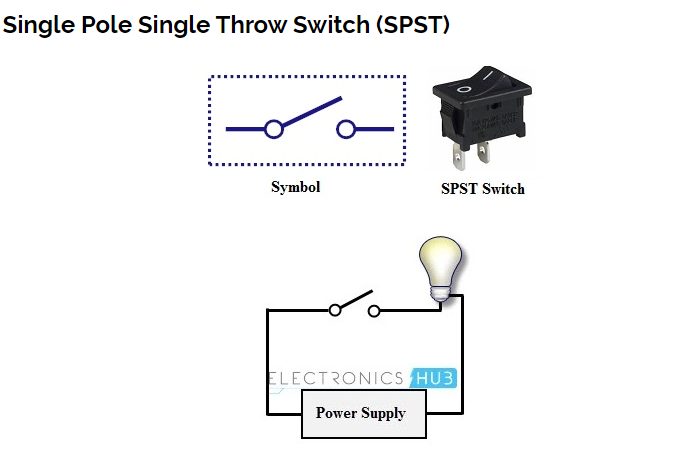 Single Pole Single Throw Switch (SPST)
Symbol
SPST Switch
ELECTRONICS HUB
Power Supply